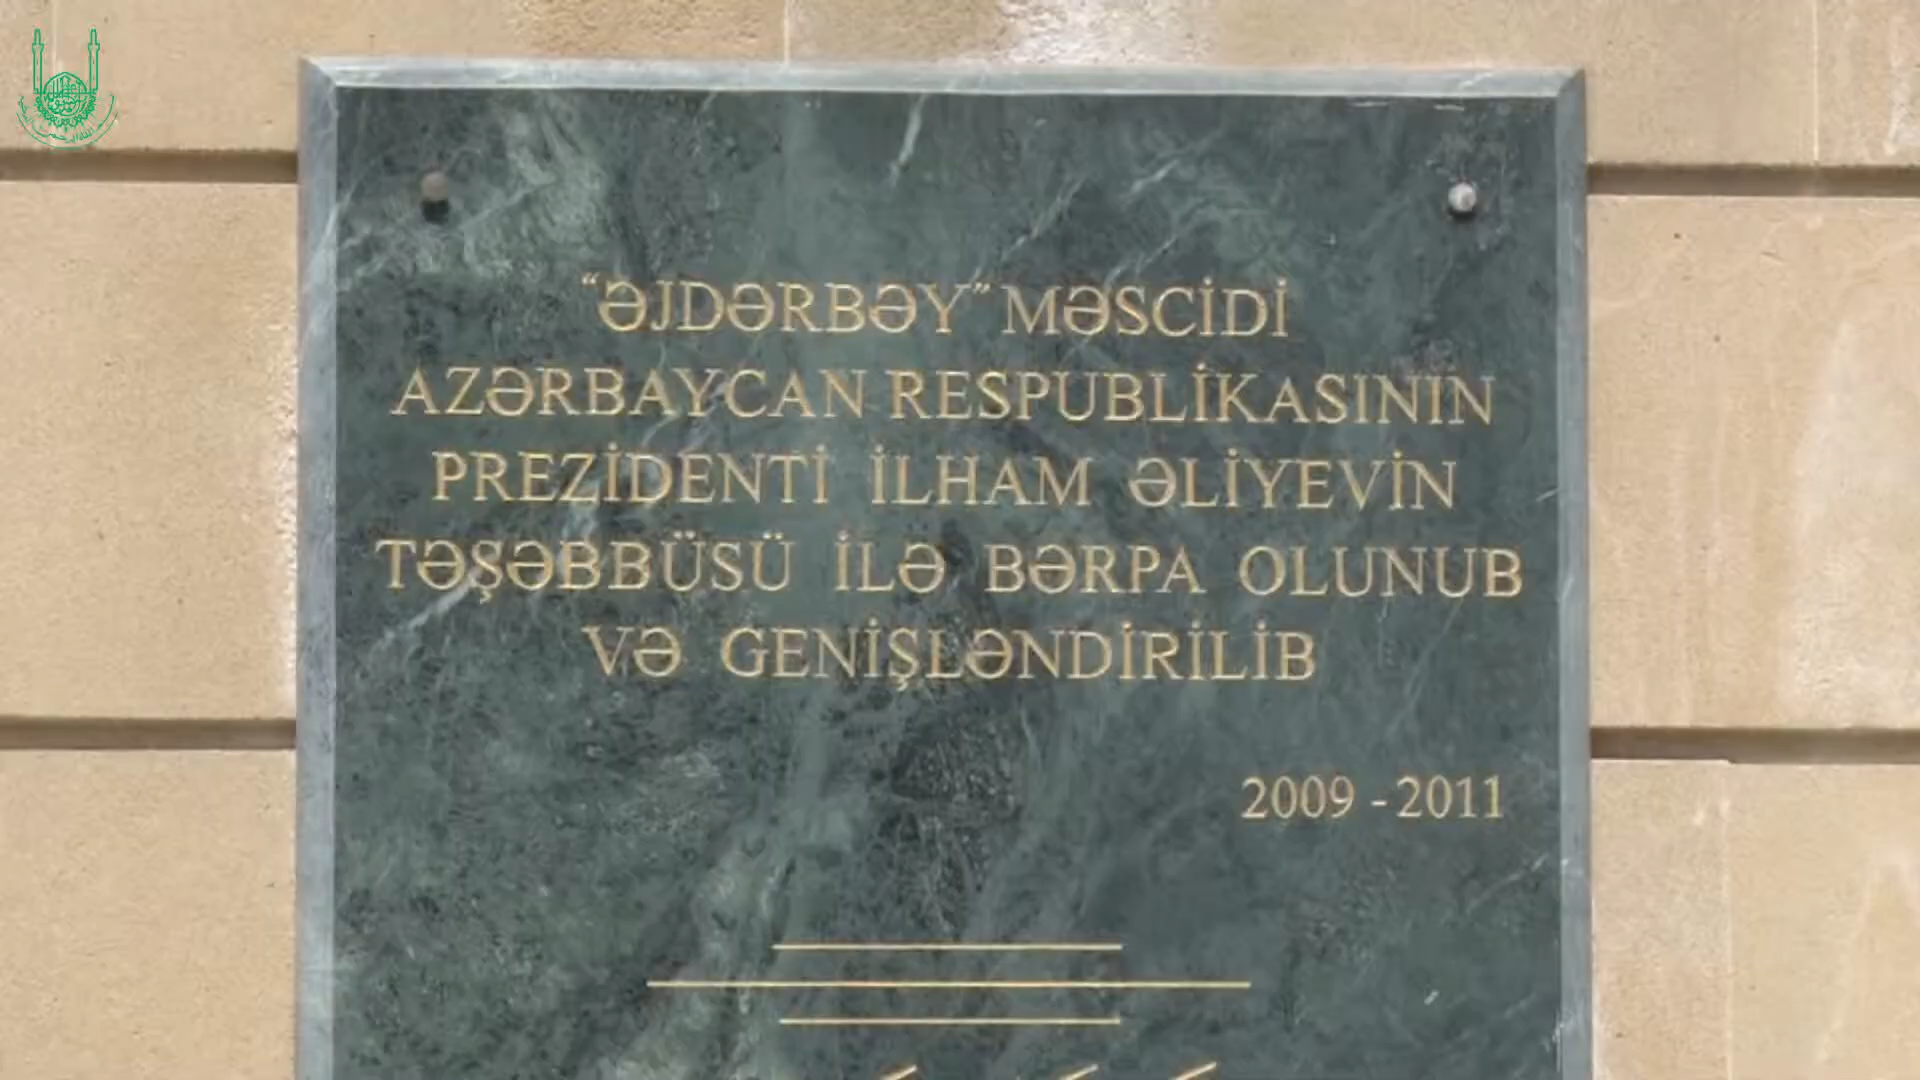 “ƏJDƏRBƏY” MƏSCİDİ
AZƏRBAYCAN RESPUBLİKASININ
PREZİDENTİ İLHAM ƏLİYEVİN
TƏŞƏBBÜSÜ İLƏ BƏRPA OLUNUB
VƏ GENİŞLƏNDİRİLİB
2009 - 2011